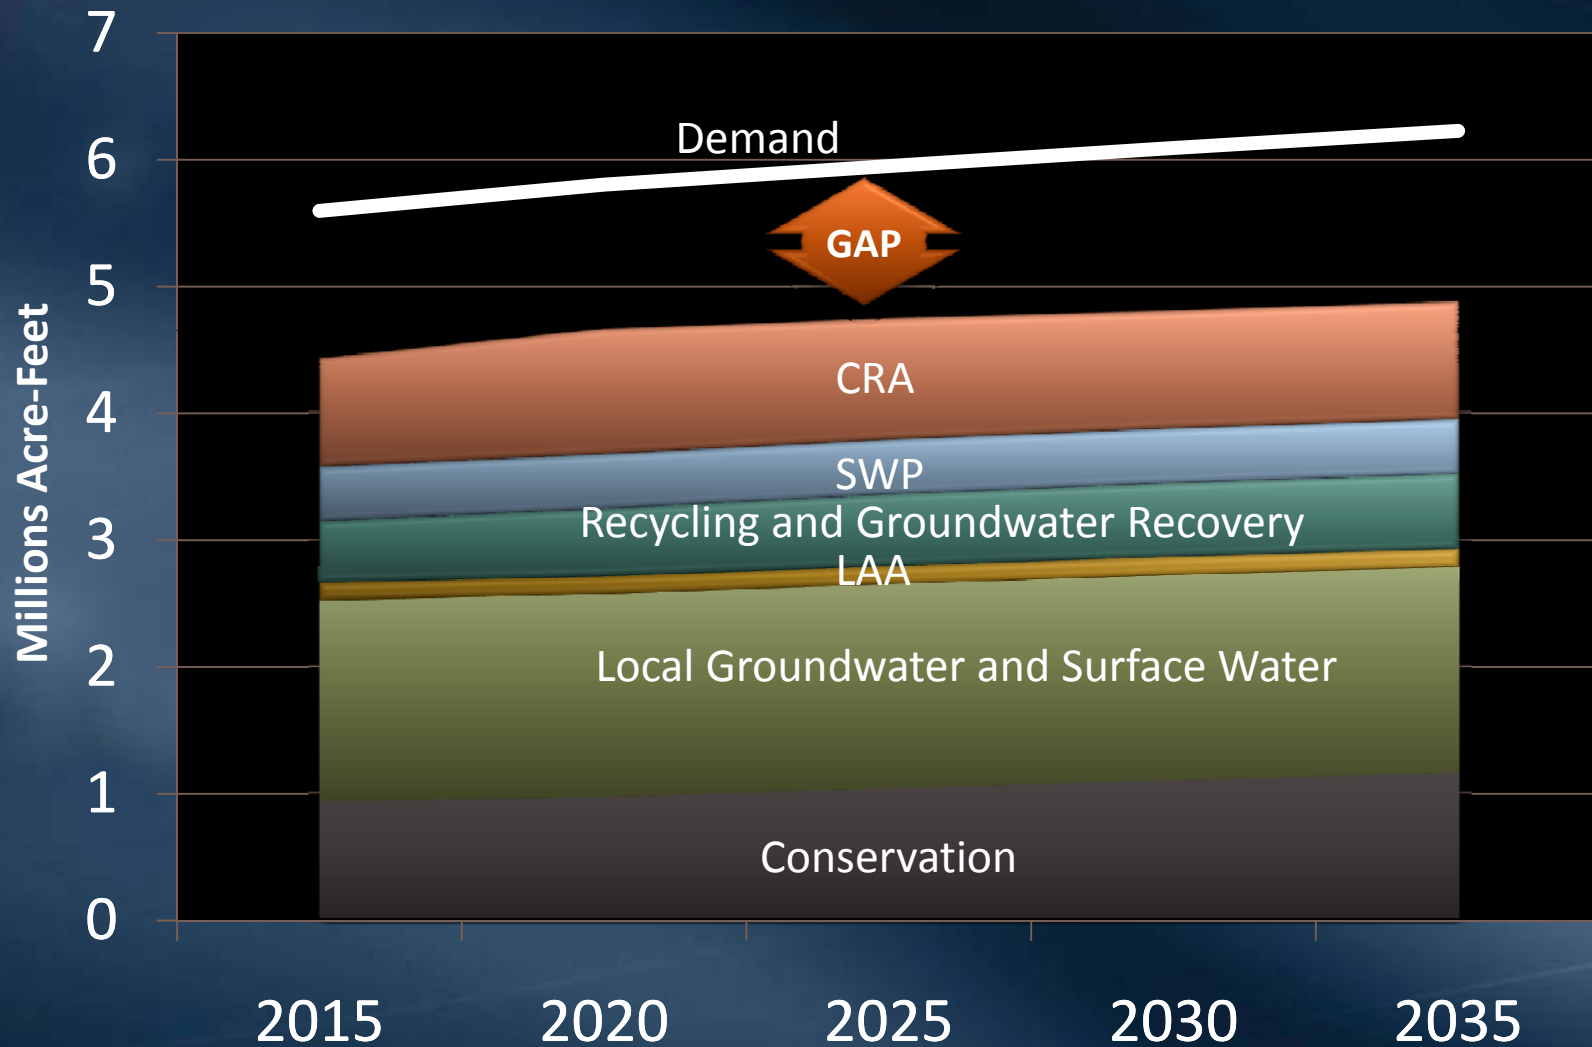 7
6
5
4
3
2
1
0
Millions Acre-Feet
Demand
GAP
CRA
SWP
Recycling and Groundwater Recovery
LAA
Local Groundwater and Surface Water
Conservation
2015 2020 2025 2030 2035